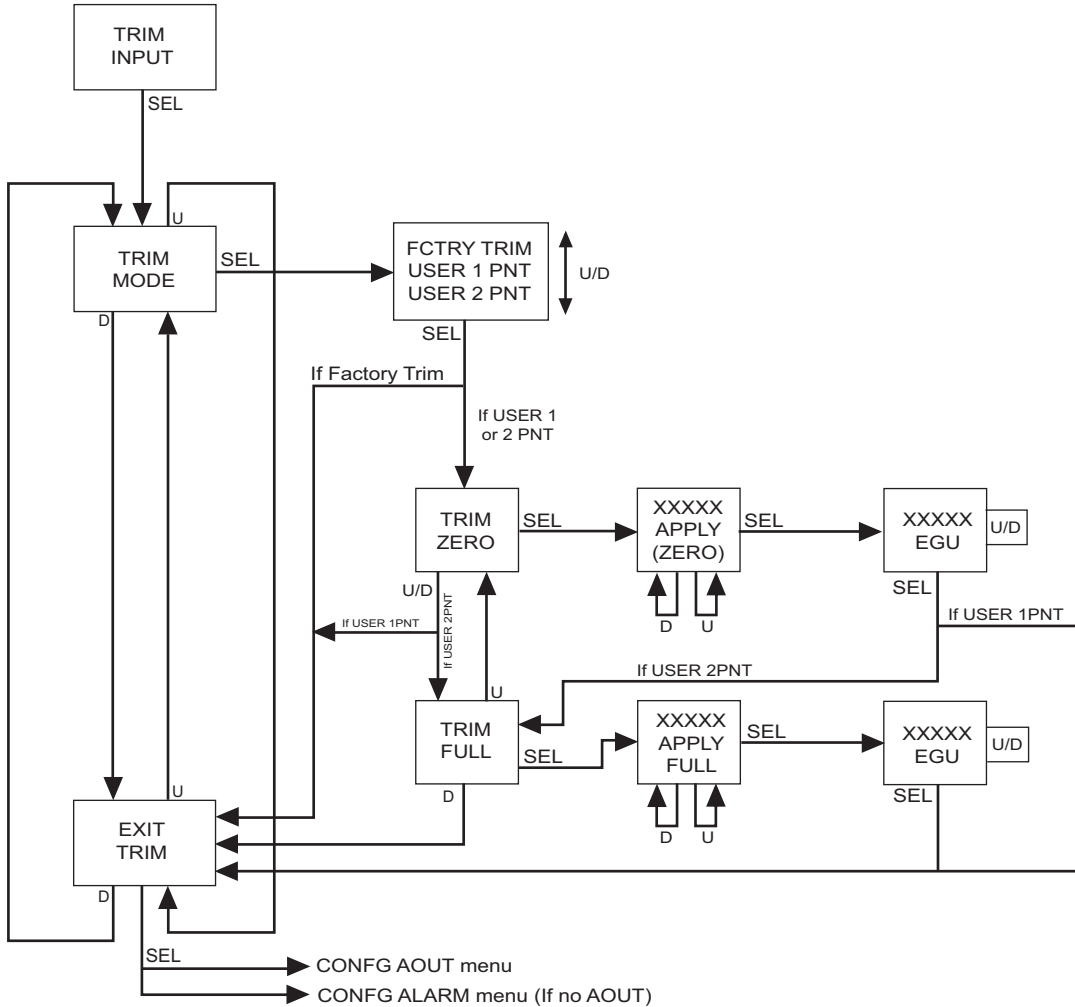 TRIM
INPUT
SEL
U
TRIM
MODE
SEL
D
FCTRY TRIM
USER 1 PNT
USER 2 PNT
U/D
SEL
If Factory Trim
If USER 1
or 2 PNT
TRIM
ZERO
SEL
XXXXX
APPLY
(ZERO)
SEL
XXXXX
EGU
U/D
U/D
If USER 1PNT
If USER 2PNT
D
U
SEL
If USER 1PNT
If USER 2PNT
U
TRIM
FULL
SEL
XXXXX
APPLY
FULL
SEL
XXXXX
EGU
U/D
D
D
U
SEL
U
EXIT
TRIM
D
SEL
CONFG AOUT menu
CONFG ALARM menu (If no AOUT)